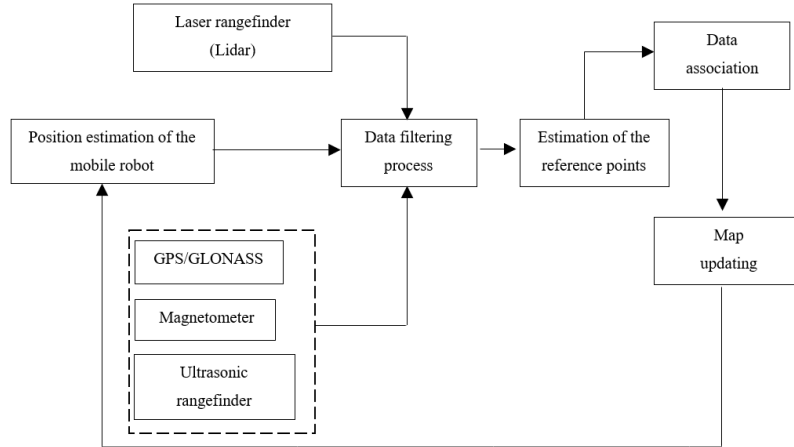 Laser rangefinder
(Lidar)
Data
association
Position estimation of the
mobile robot
Data filtering
process
Estimation of the
reference points
Map
updating
GPS/GLONASS
Magnetometer
Ultrasonic
rangefinder